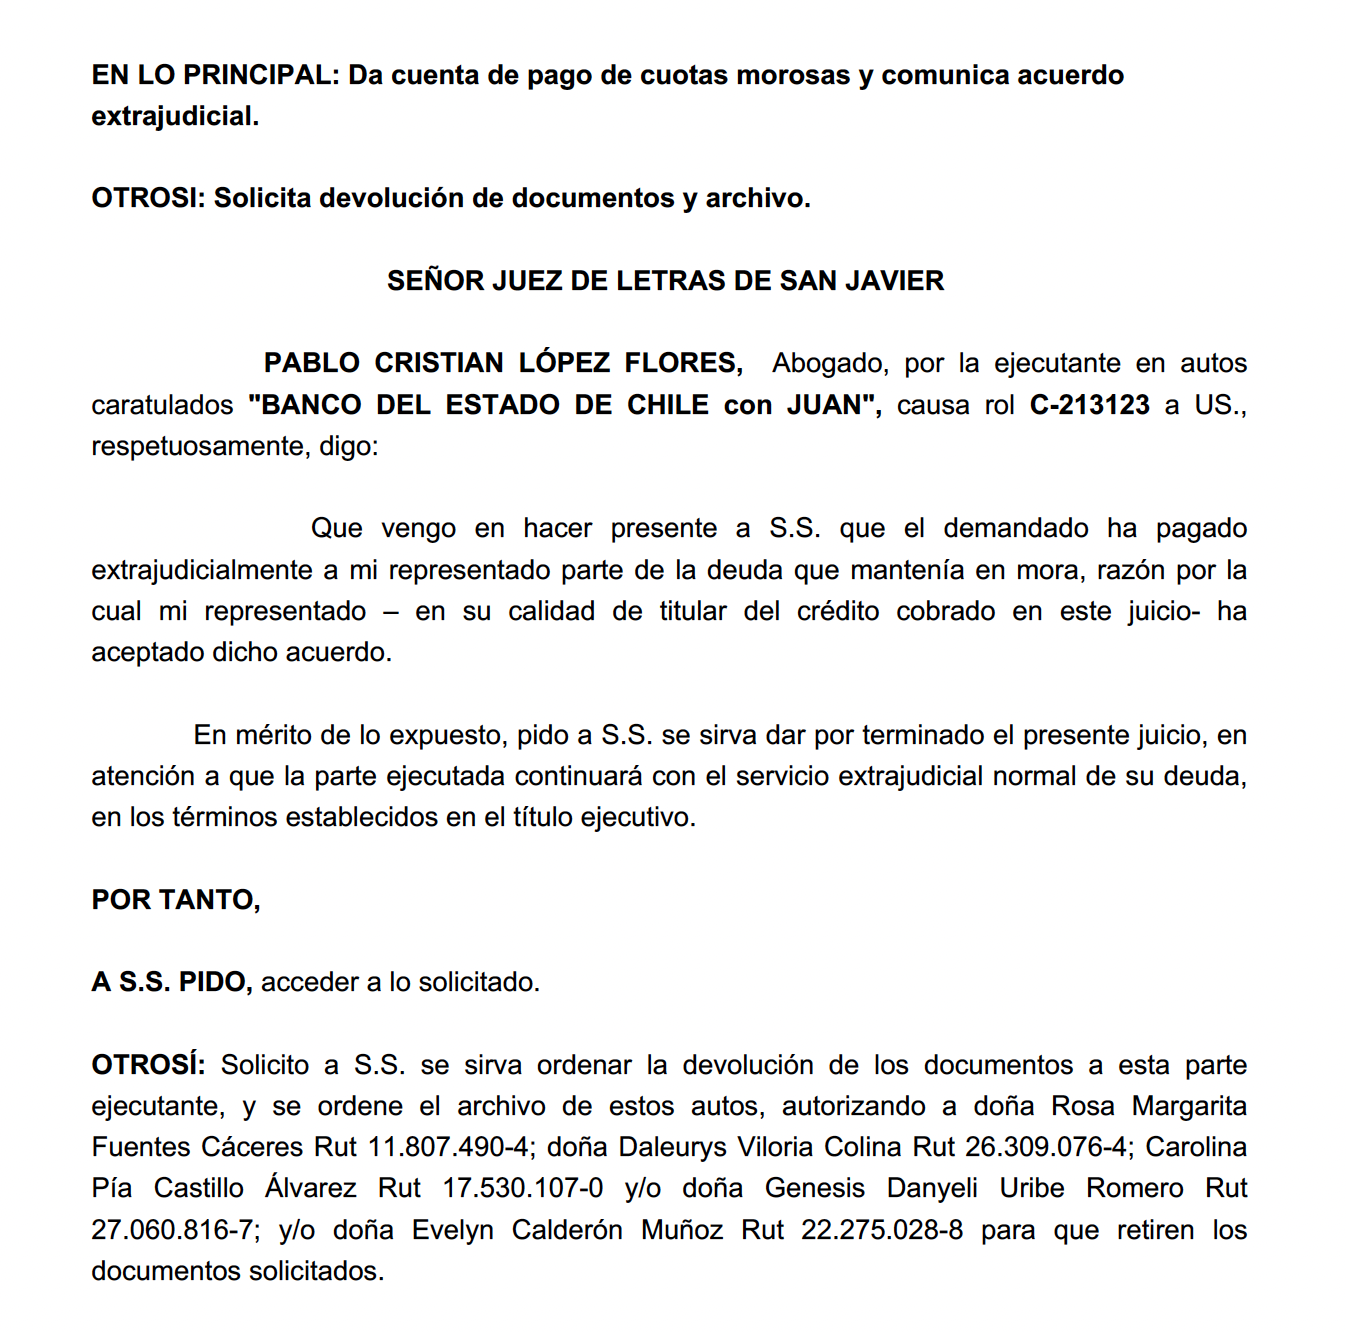 EN LO PRINCIPAL: Da cuenta de pago de cuotas morosas y comunica acuerdo
extrajudicial.
OTROSI: Solicita devolución de documentos y archivo.
SEÑOR JUEZ DE LETRAS DE SAN JAVIER
PABLO CRISTIAN LÓPEZ FLORES, Abogado, por la ejecutante en autos
caratulados "BANCO DEL ESTADO DE CHILE con JUAN", causa rol C-213123 a US.,
respetuosamente, digo:
Que vengo en hacer presente a S.S. que el demandado ha pagado
extrajudicialmente a mi representado parte de la deuda que mantenía en mora, razón por la
cual mi representado – en su calidad de titular del crédito cobrado en este juicio- ha
aceptado dicho acuerdo.
En mérito de lo expuesto, pido a S.S. se sirva dar por terminado el presente juicio, en
atención a que la parte ejecutada continuará con el servicio extrajudicial normal de su deuda,
en los términos establecidos en el título ejecutivo.
POR TANTO,
A S.S. PIDO, acceder a lo solicitado.
OTROSÍ: Solicito a S.S. se sirva ordenar la devolución de los documentos a esta parte
ejecutante, y se ordene el archivo de estos autos, autorizando a doña Rosa Margarita
Fuentes Cáceres Rut 11.807.490-4; doña Daleurys Viloria Colina Rut 26.309.076-4; Carolina
Pía Castillo Álvarez Rut 17.530.107-0 y/o doña Genesis Danyeli Uribe Romero Rut
27.060.816-7; y/o doña Evelyn Calderón Muñoz Rut 22.275.028-8 para que retiren los
documentos solicitados.